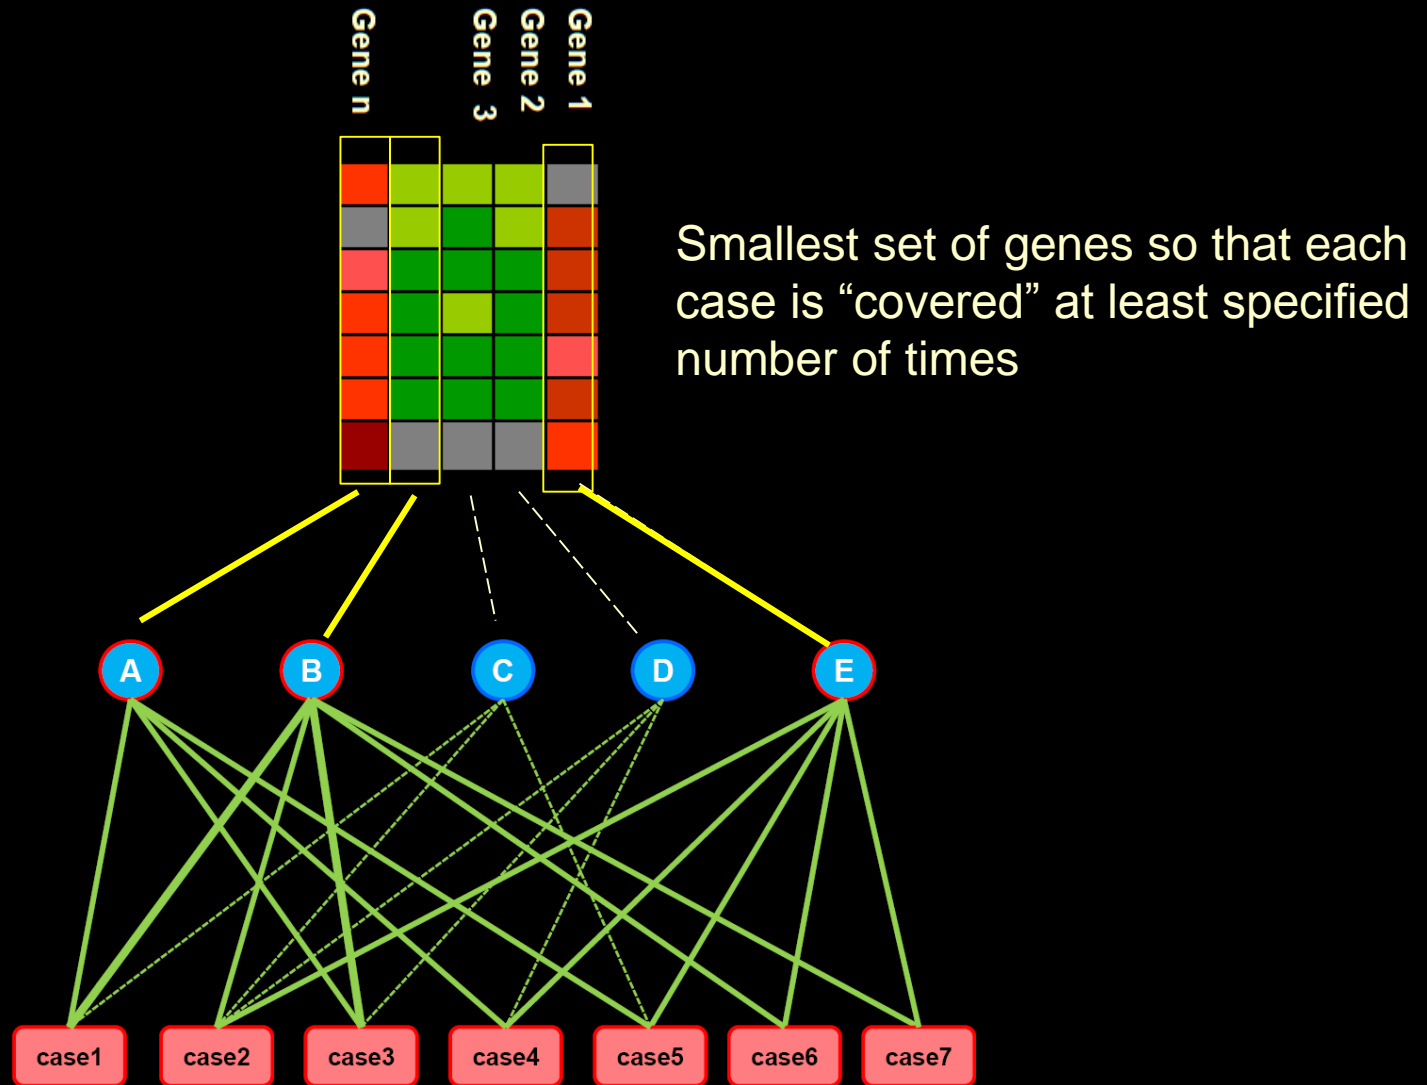 Gene n
Gene 3
Gene 2
Gene 1
Smallest set of genes so that each
case is “covered” at least specified
number of times
A
B
C
D
E
case1
case2
case3
case4
case5
case6
case7